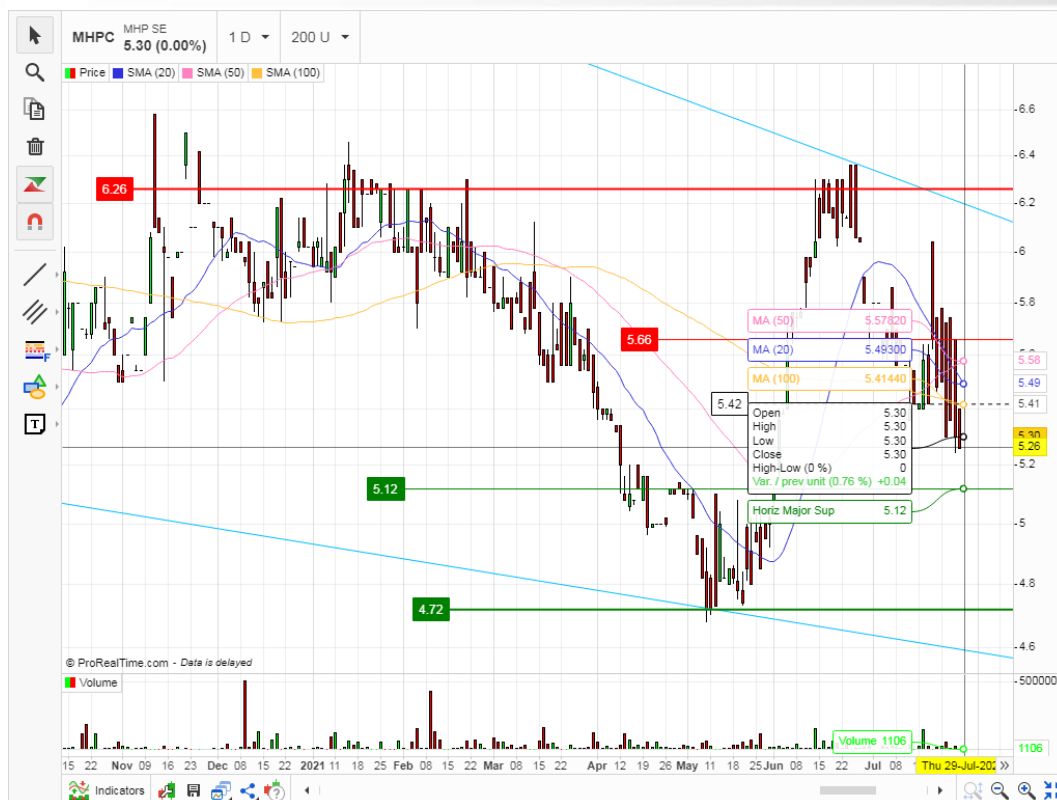 MHPC MHP SE 5.30 (0.00%) 1 D 200 U
Price SMA (20) SMA (50) SMA (100)
6.6
6.4
6.26
6.2
6
5.8
MA (50) 5.57820
5.66
MA (20) 5.49300
5.58
MA (100) 5.41440
5.49
5.42
5.41
Open 5.30
High 5.30
Low 5.30
Close 5.30
High-Low (0 %) 0
Var. / prev unit (0.76 %) +0.04
5.30
5.26
5.2
5.12
Horiz Major Sup 5.12
5
4.8
4.72
4.6
© ProRealTime.com - Data is delayed
Volume
500000
Volume 1106
1106
15 22 Nov 09 16 23 Dec 08 15 22 2021 11 18 25 Feb 08 15 22 Mar 08 15 22 Apr 12 19 26 May 11 18 25 Jun 08 15 22 Jul 08 Thu 29-Jul-202
T
F
Indicators